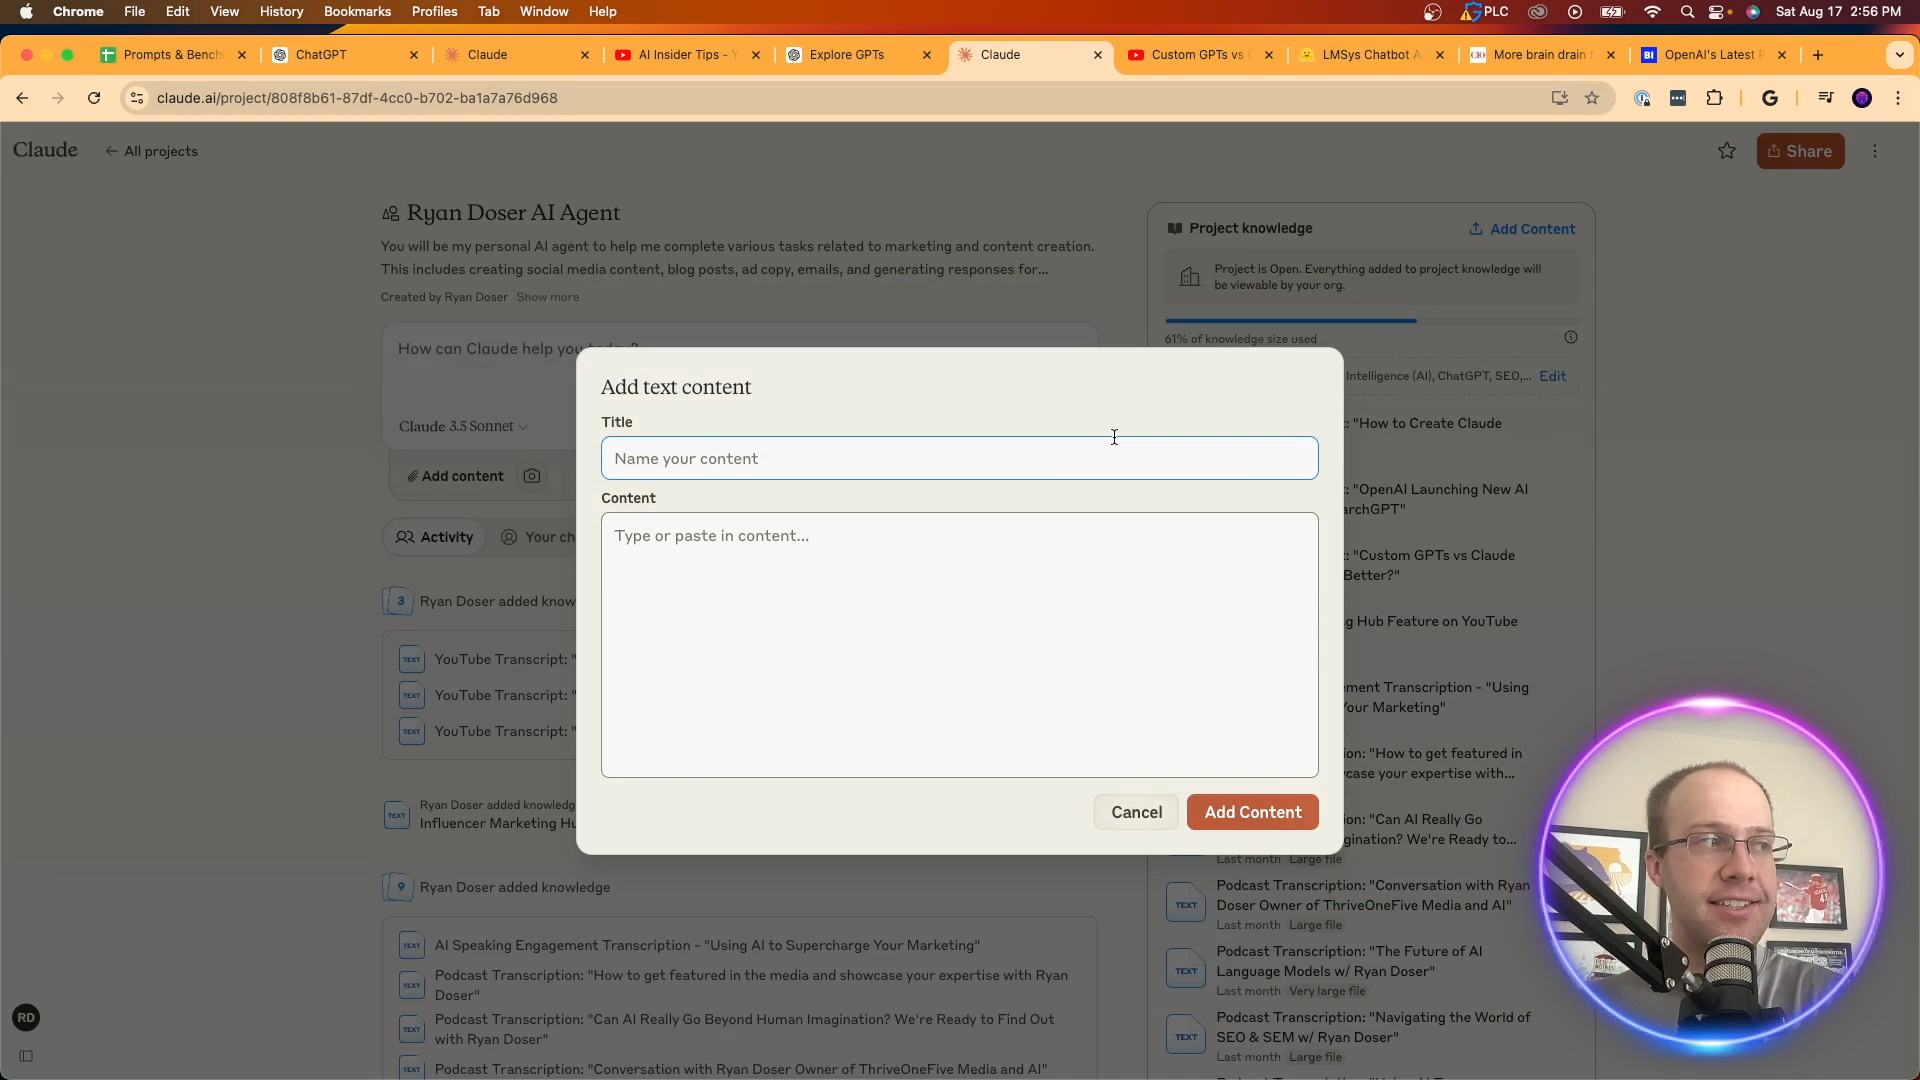 Chrome File Edit View History Bookmarks Profiles Tab Window Help PLC Sat Aug 17 2:56 PM
Prompts & Bench ChatGPT Claude AI Insider Tips - Y Explore GPTs Claude Custom GPTs vs LMSys Chatbot A More brain drain OpenAI's Latest
claude.ai/project/808f8b61-87df-4cc0-b702-ba1a7a76d968
Claude ← All projects Share
Ryan Doser AI Agent
You will be my personal AI agent to help me complete various tasks related to marketing and content creation.
This includes creating social media content, blog posts, ad copy, emails, and generating responses for...
Created by Ryan Doser Show more
How can Claude help you today?
Claude 3.5 Sonnet
Add content
Activity Your ch
3 Ryan Doser added know
TEXT YouTube Transcript: "
TEXT YouTube Transcript: "
TEXT YouTube Transcript: "
Ryan Doser added knowledg
TEXT Influencer Marketing Hu
9 Ryan Doser added knowledge
TEXT AI Speaking Engagement Transcription - "Using AI to Supercharge Your Marketing"
TEXT Podcast Transcription: "How to get featured in the media and showcase your expertise with Ryan
Doser"
TEXT Podcast Transcription: "Can AI Really Go Beyond Human Imagination? We're Ready to Find Out
with Ryan Doser"
TEXT Podcast Transcription: "Conversation with Ryan Doser Owner of ThriveOneFive Media and AI"
RD
Add text content
Title
Name your content
Content
Type or paste in content...
Cancel Add Content
Project knowledge Add Content
Project is Open. Everything added to project knowledge will
be viewable by your org.
61% of knowledge size used
Intelligence (AI), ChatGPT, SEO,... Edit
t: "How to Create Claude
t: "OpenAI Launching New AI
archGPT"
t: "Custom GPTs vs Claude
Better?"
g Hub Feature on YouTube
ment Transcription - "Using
Your Marketing"
ion: "How to get featured in
case your expertise with...
ion: "Can AI Really Go
gination? We're Ready to...
Last month Large file
TEXT Podcast Transcription: "Conversation with Ryan
Doser Owner of ThriveOneFive Media and AI"
Last month Large file
TEXT Podcast Transcription: "The Future of AI
Language Models w/ Ryan Doser"
Last month Very large file
TEXT Podcast Transcription: "Navigating the World of
SEO & SEM w/ Ryan Doser"
Last month Large file